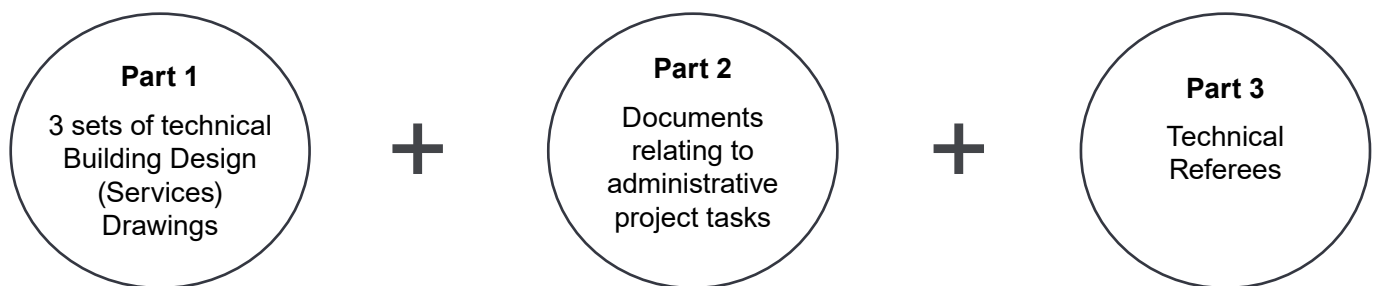 Part 1
3 sets of technical
Building Design
(Services)
Drawings
+
Part 2
Documents
relating to
administrative
project tasks
+
Part 3
Technical
Referees